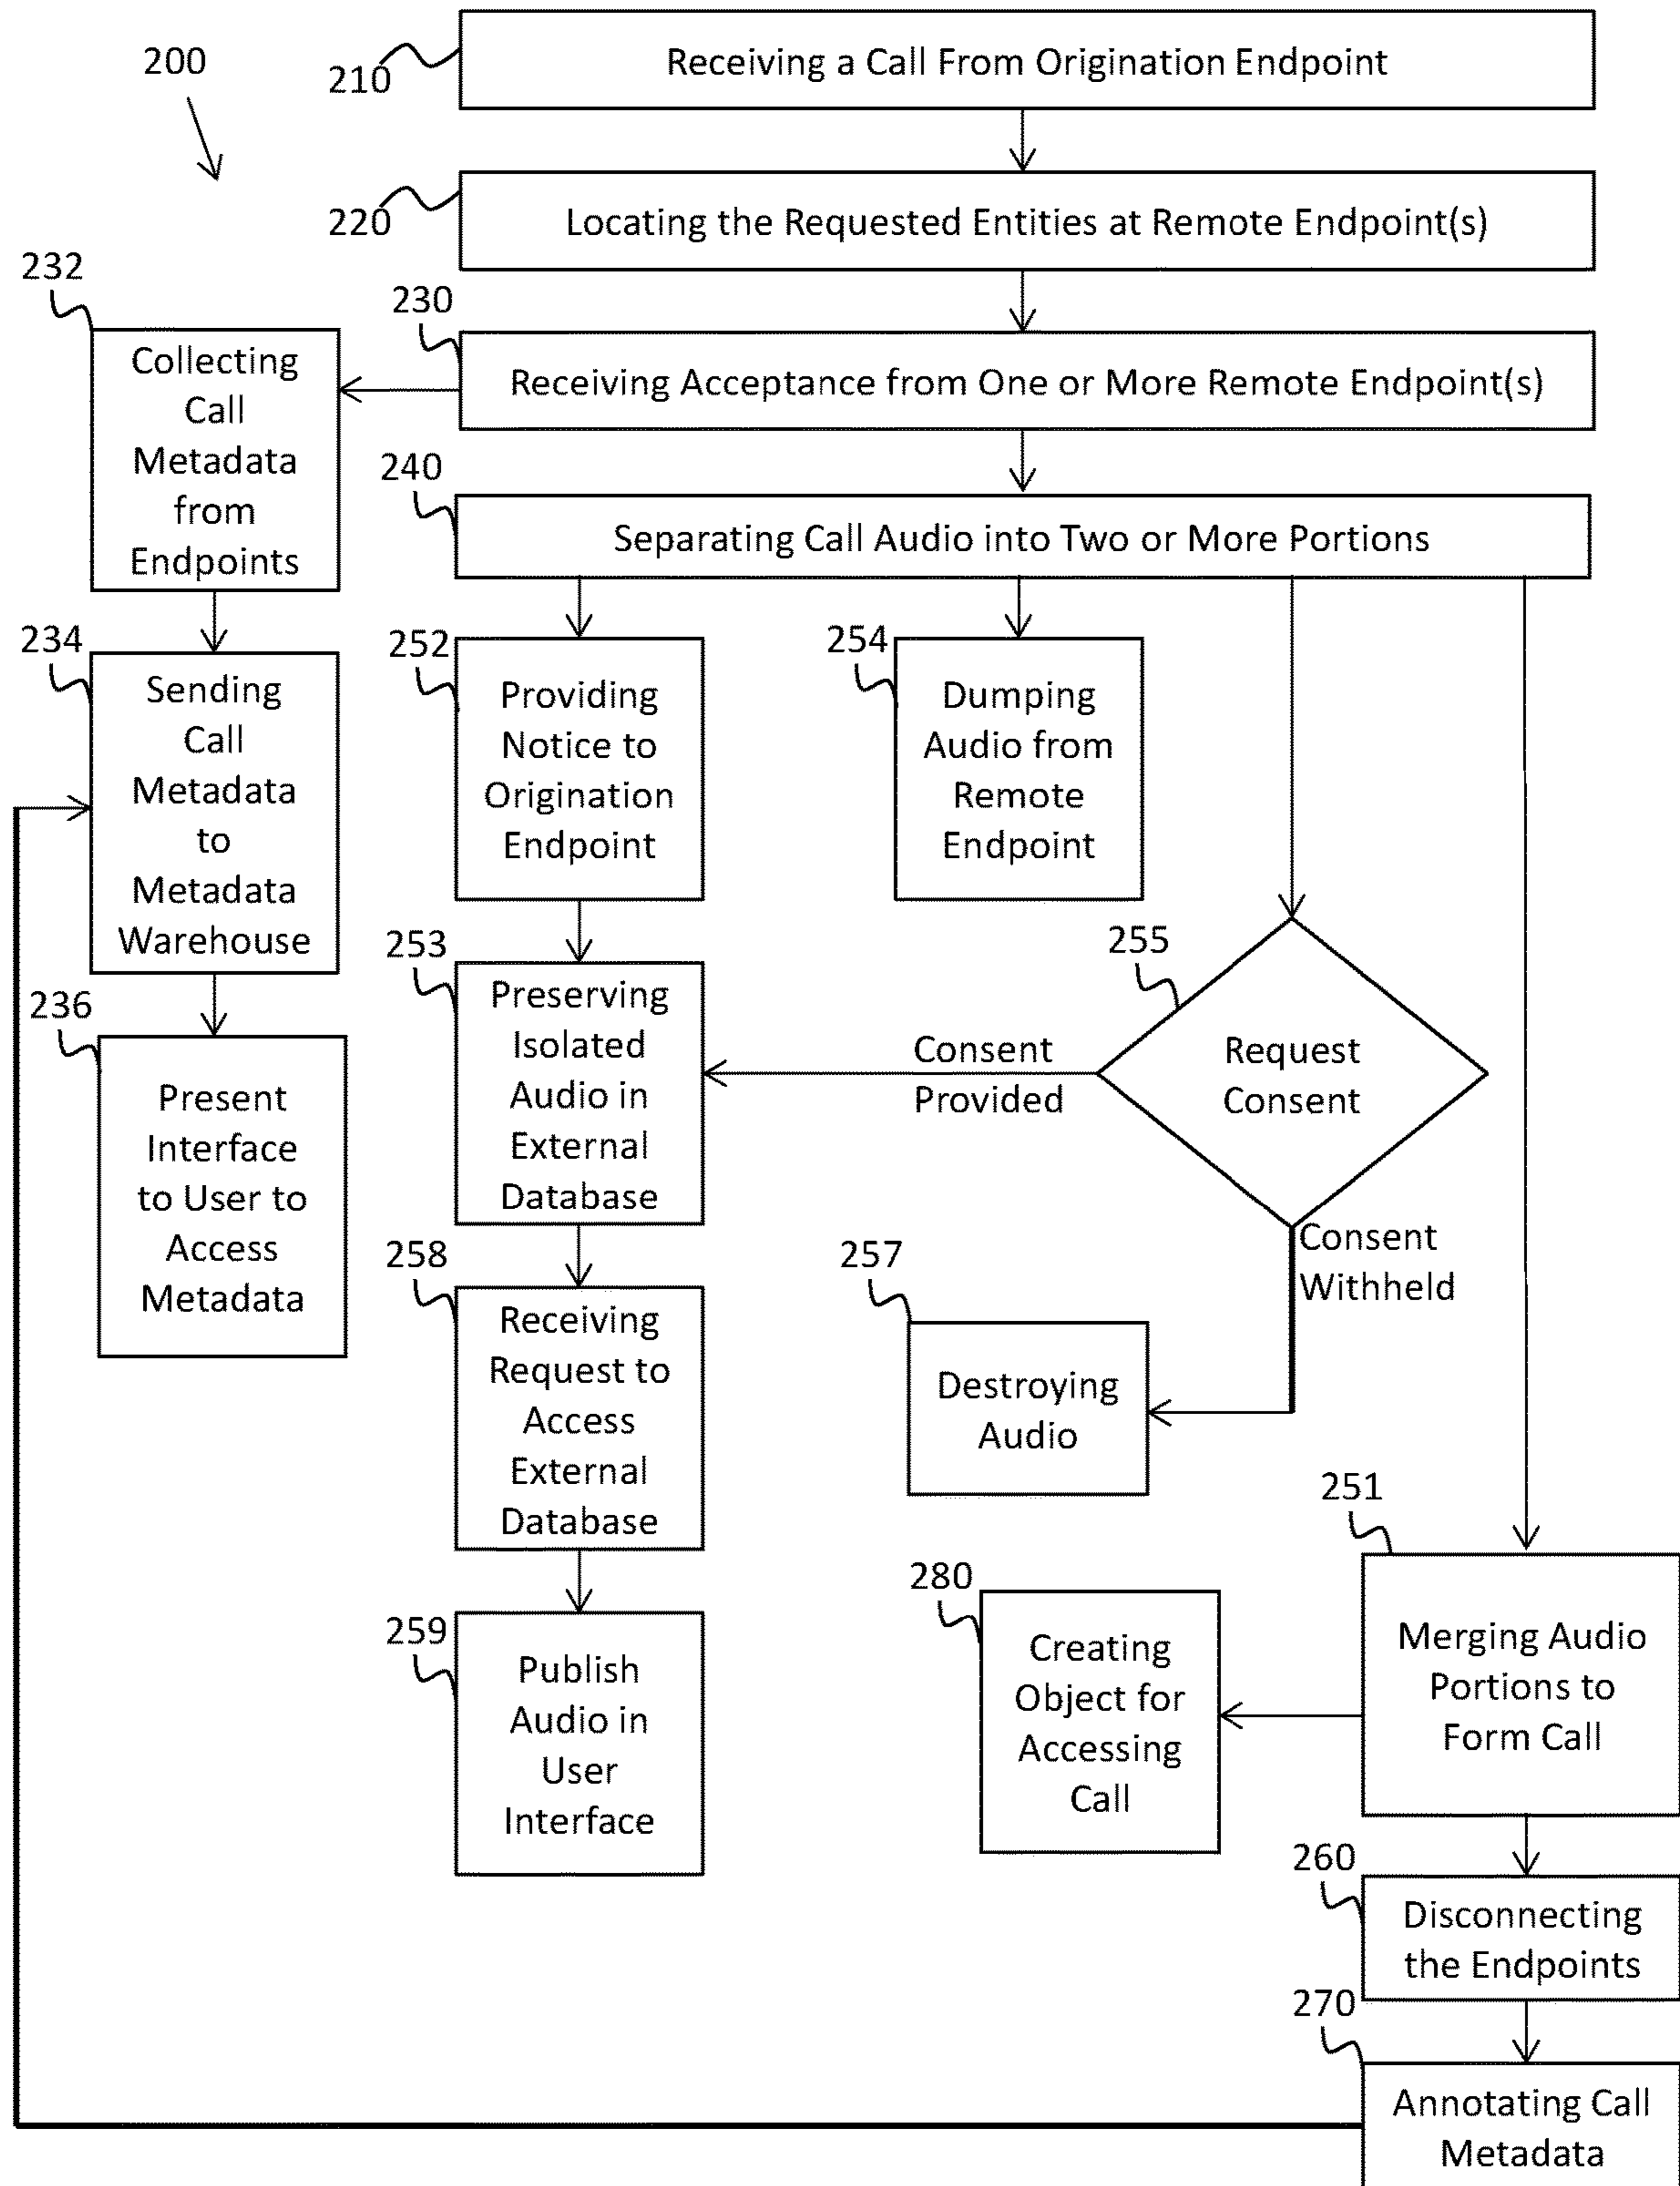 200
210
Receiving a Call From Origination Endpoint
220
Locating the Requested Entities at Remote Endpoint(s)
230
Receiving Acceptance from One or More Remote Endpoint(s)
232
Collecting
Call
Metadata
from
Endpoints
240
Separating Call Audio into Two or More Portions
234
Sending
Call
Metadata
to
Metadata
Warehouse
252
Providing
Notice to
Origination
Endpoint
254
Dumping
Audio from
Remote
Endpoint
236
Present
Interface
to User to
Access
Metadata
253
Preserving
Isolated
Audio in
External
Database
255
Request
Consent
Consent
Provided
Consent
Withheld
257
Destroying
Audio
258
Receiving
Request to
Access
External
Database
259
Publish
Audio in
User
Interface
251
Merging Audio
Portions to
Form Call
280
Creating
Object for
Accessing
Call
260
Disconnecting
the Endpoints
270
Annotating Call
Metadata